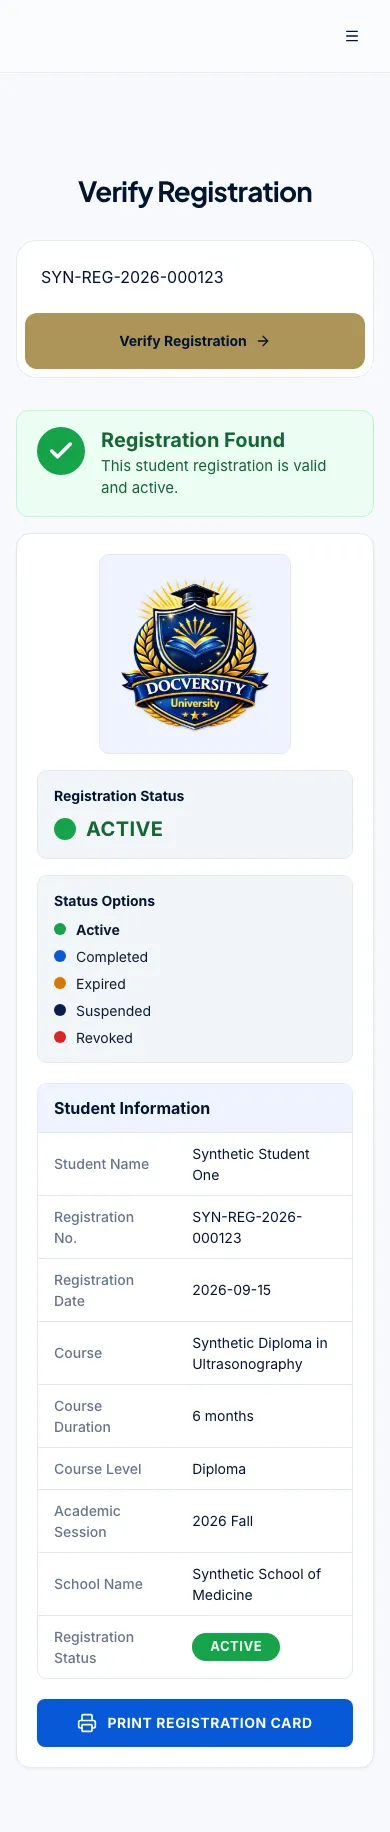 Verify Registration
SYN-REG-2026-000123
Verify Registration →
Registration Found
This student registration is valid
and active.
DOCVERSITY
University
Registration Status
ACTIVE
Status Options
Active
Completed
Expired
Suspended
Revoked
Student Information
Student Name
Synthetic Student
One
Registration
No.
SYN-REG-2026-
000123
Registration
Date
2026-09-15
Course
Synthetic Diploma in
Ultrasonography
Course
Duration
6 months
Course Level
Diploma
Academic
Session
2026 Fall
School Name
Synthetic School of
Medicine
Registration
Status
ACTIVE
PRINT REGISTRATION CARD